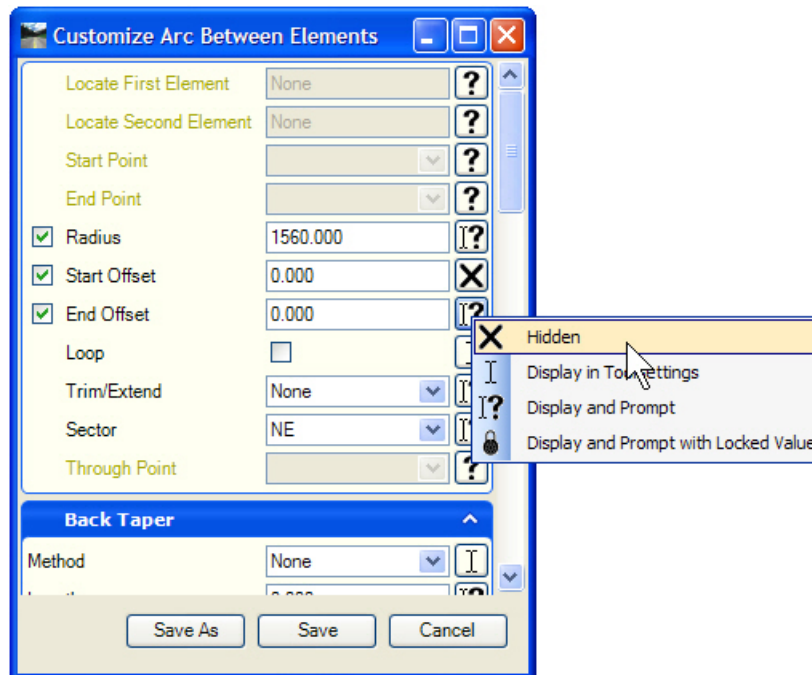 Customize Arc Between Elements
Locate First Element None ?
Locate Second Element None ?
Start Point ?
End Point ?
Radius 1560.000 ?
Start Offset 0.000
End Offset 0.000 ?
Hidden
Loop
Display in Tool Settings
Trim/Extend None
Display and Prompt
Sector NE
Display and Prompt with Locked Value
Through Point ?
Back Taper
Method None
0.000
Save As Save Cancel